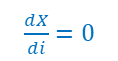 dX/di = 0